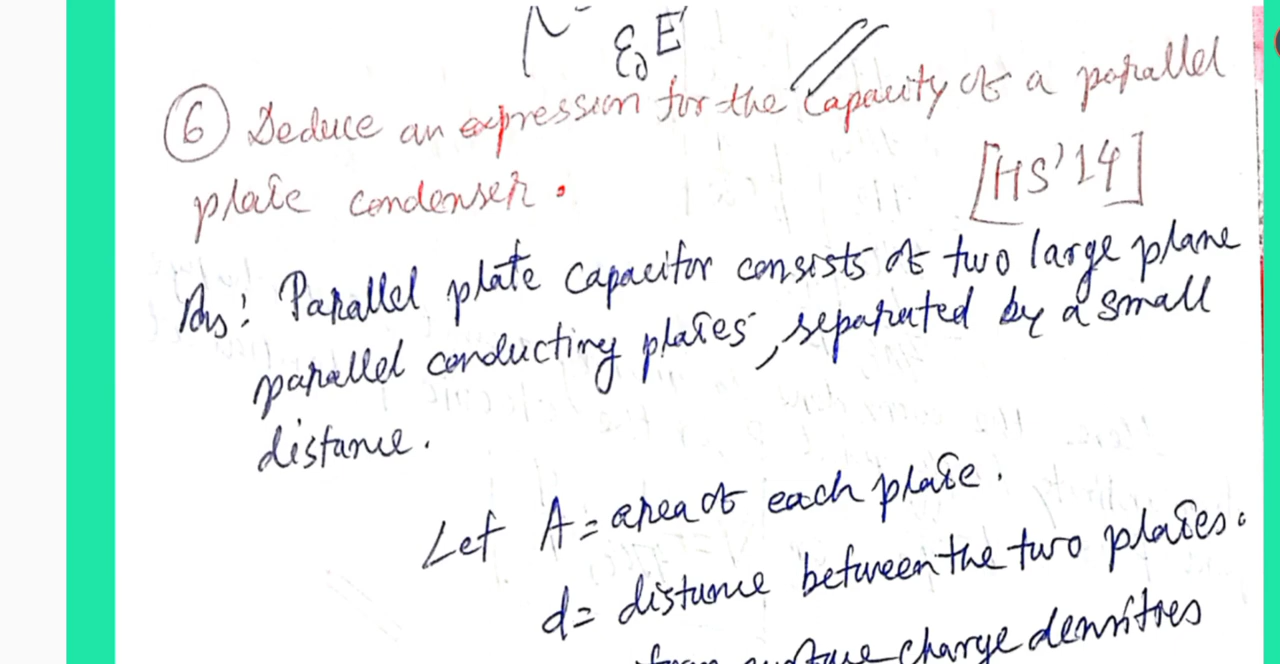 ε₀E
⑥ Deduce an expression for the Capacity of a parallel
plate condenser.
[HS'14]
Ans: Parallel plate capacitor consists of two large plane
parallel conducting plates, separated by a small
distance.
Let A = area of each plate.
d = distance between the two plates.
charge densities